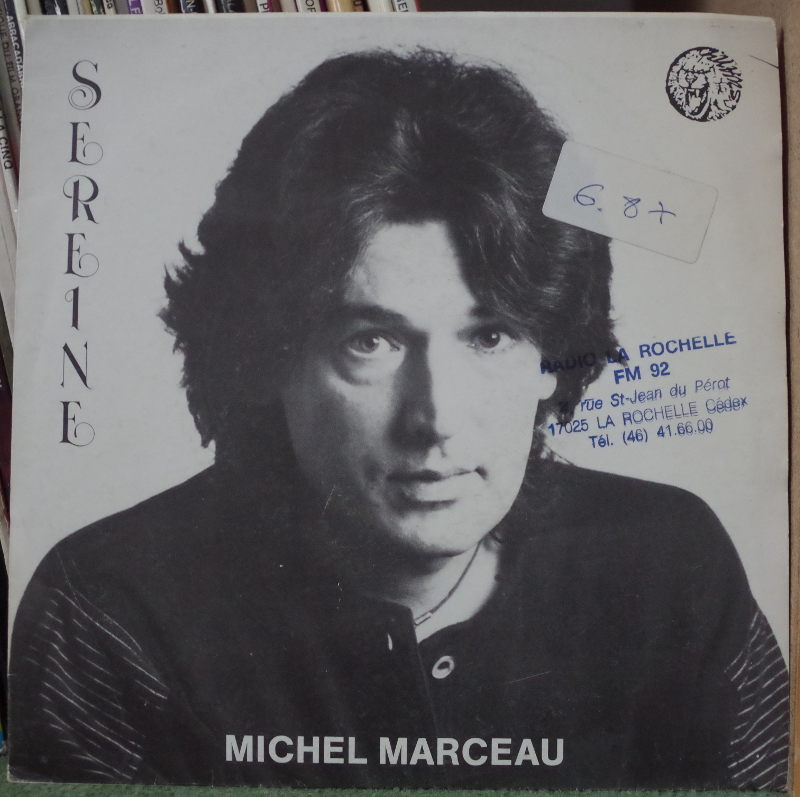 SEREINE
6.87
RADIO LA ROCHELLE
FM 92
rue St-Jean du Pérot
17025 LA ROCHELLE Cédex
Tél. (46) 41.66.00
MICHEL MARCEAU